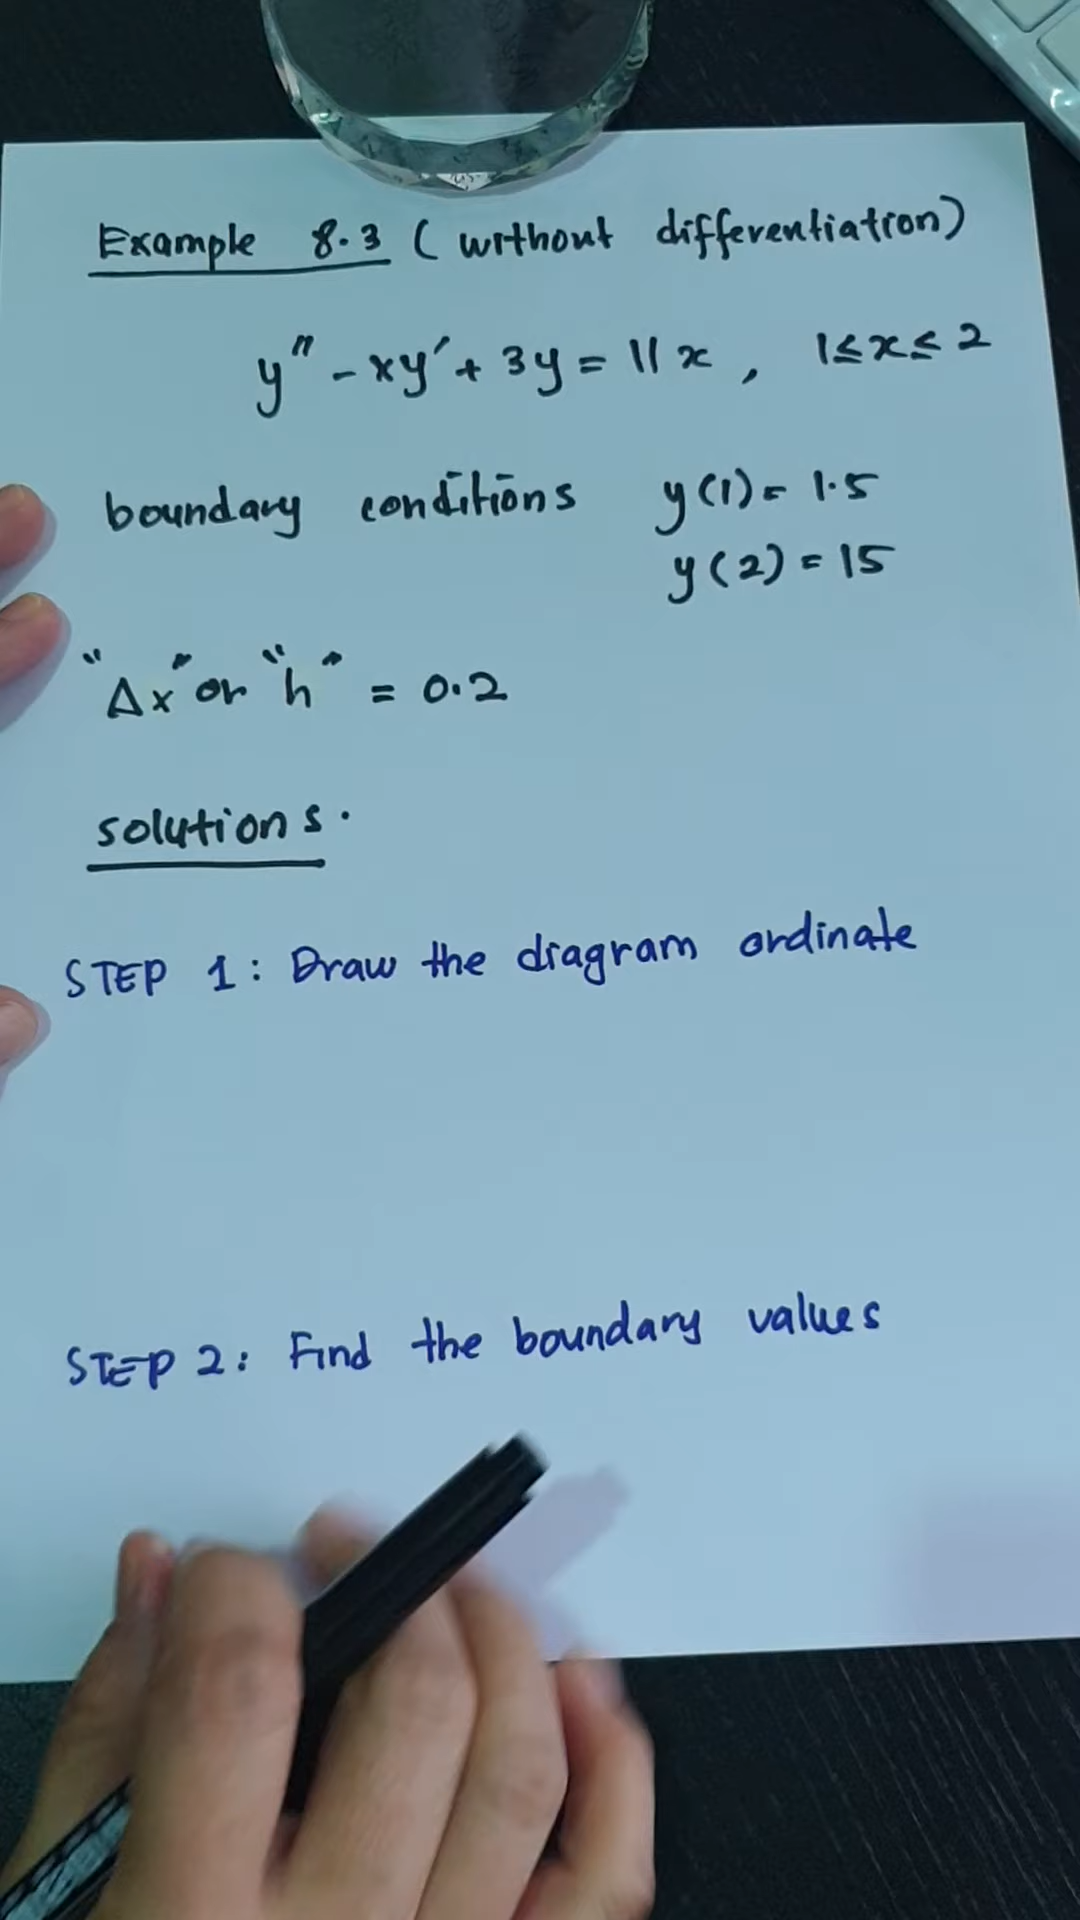 Example 8.3 (without differentiation)
y" - xy' + 3y = 11x , 1≤x≤2
boundary conditions y(1) = 1.5
y(2) = 15
"Δx" or "h" = 0.2
solutions.
STEP 1: Draw the diagram ordinate
STEP 2: Find the boundary values